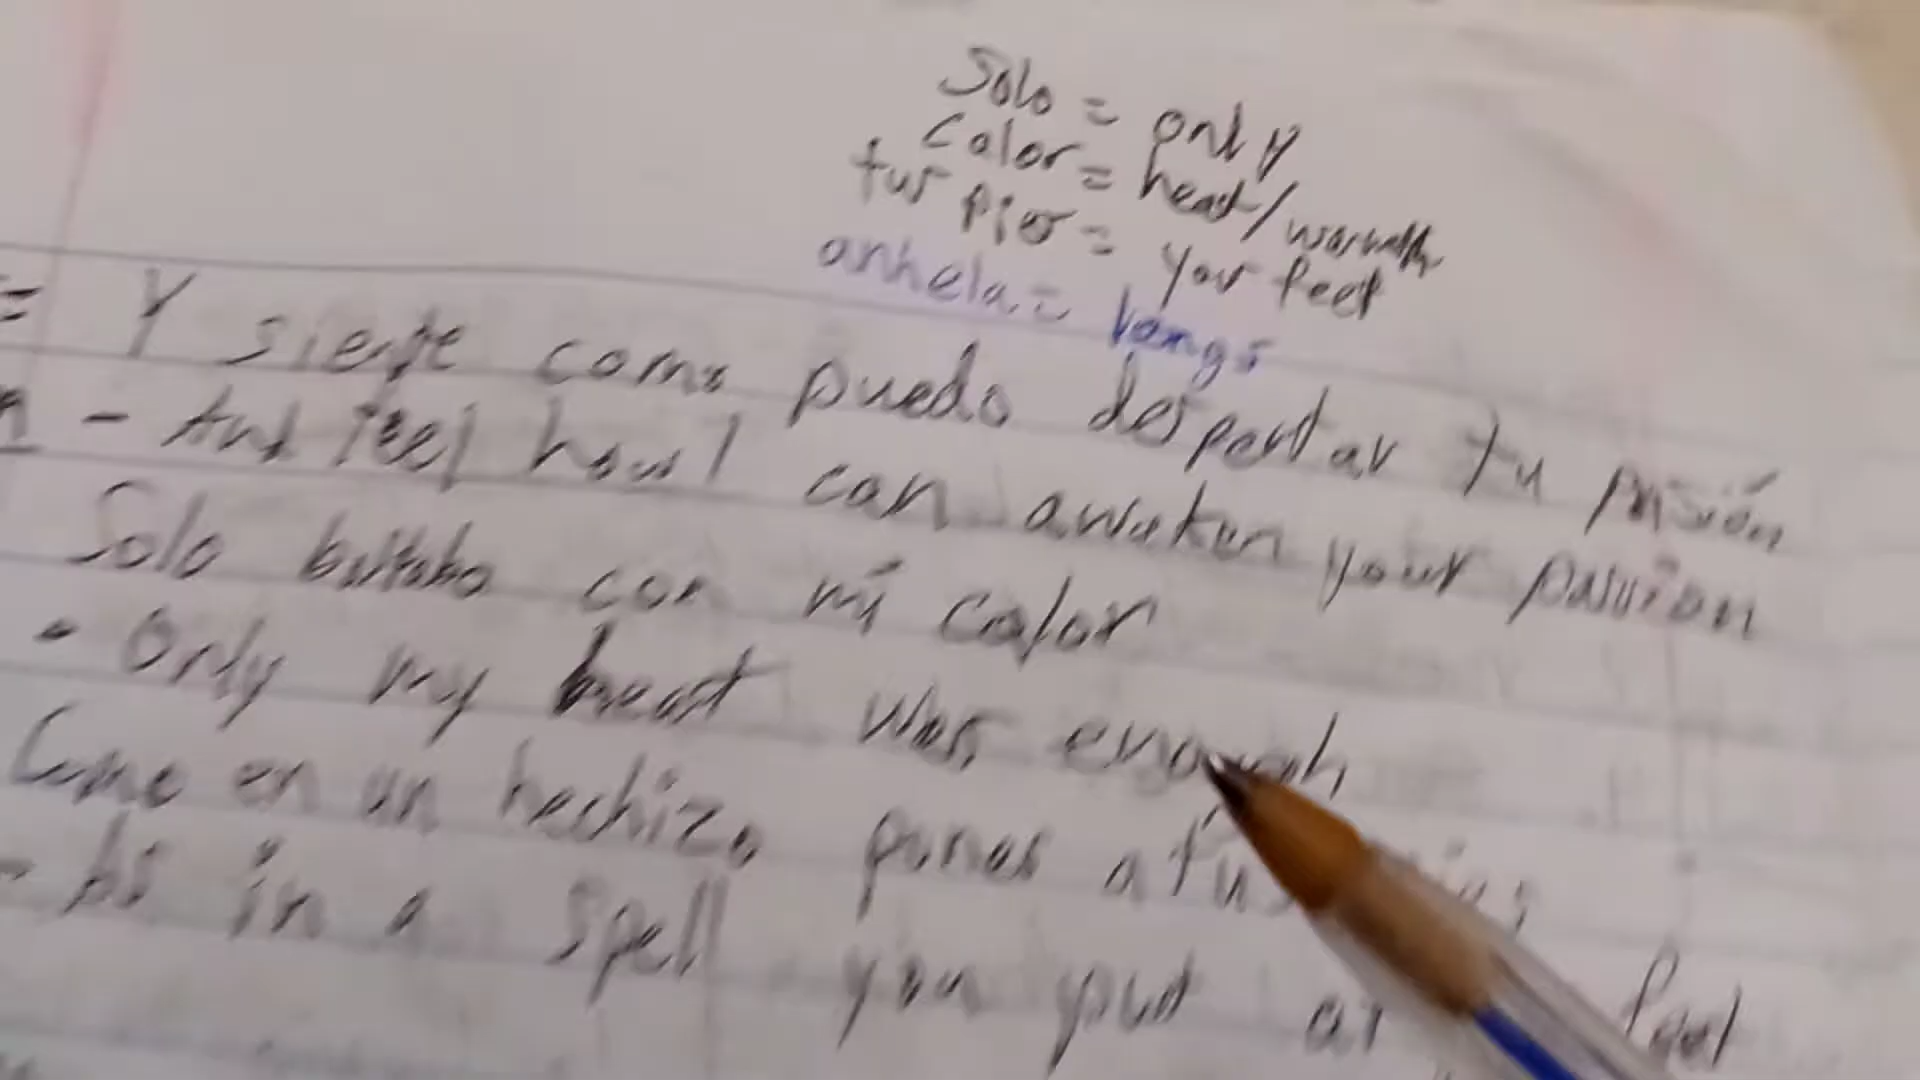 Solo = only
Calor = heat/warmth
tus pies = your feet
anhela = longs
= Y siente como puedo despertar tu pasión
- And feel how I can awaken your passion
Solo bastaba con mi calor
- Only my heat was enough
Como en un hechizo pones a tus
- As in a spell you put at feet